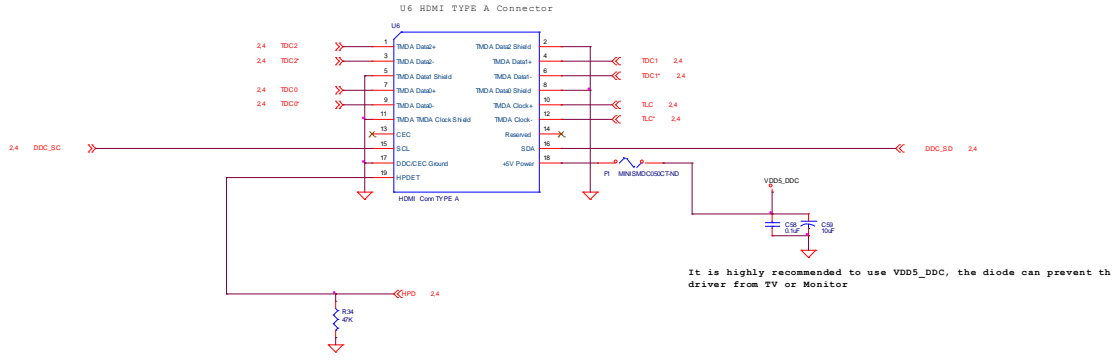 U6 HDMI TYPE A Connector
U6
2,4 TDC2 1 TMDA Data2+ TMDA Data2 Shield 2
2,4 TDC2* 3 TMDA Data2- TMDA Data1+ 4 TDC1 2,4
5 TMDA Data1 Shield TMDA Data1- 6 TDC1* 2,4
2,4 TDC0 7 TMDA Data0+ TMDA Data0 Shield 8
2,4 TDC0* 9 TMDA Data0- TMDA Clock+ 10 TLC 2,4
11 TMDA TMDA Clock Shield TMDA Clock- 12 TLC* 2,4
13 CEC Reserved 14
2,4 DDC_SC 15 SCL SDA 16 DDC_SD 2,4
17 DDC/CEC Ground +5V Power 18
19 HPDET
F1 MINISMDC050CT-ND
HDMI Conn TYPE A
VDD5_DDC
C58
0.1uF
C59
10uF
It is highly recommended to use VDD5_DDC, the diode can prevent th
driver from TV or Monitor
HPD 2,4
R34
47K